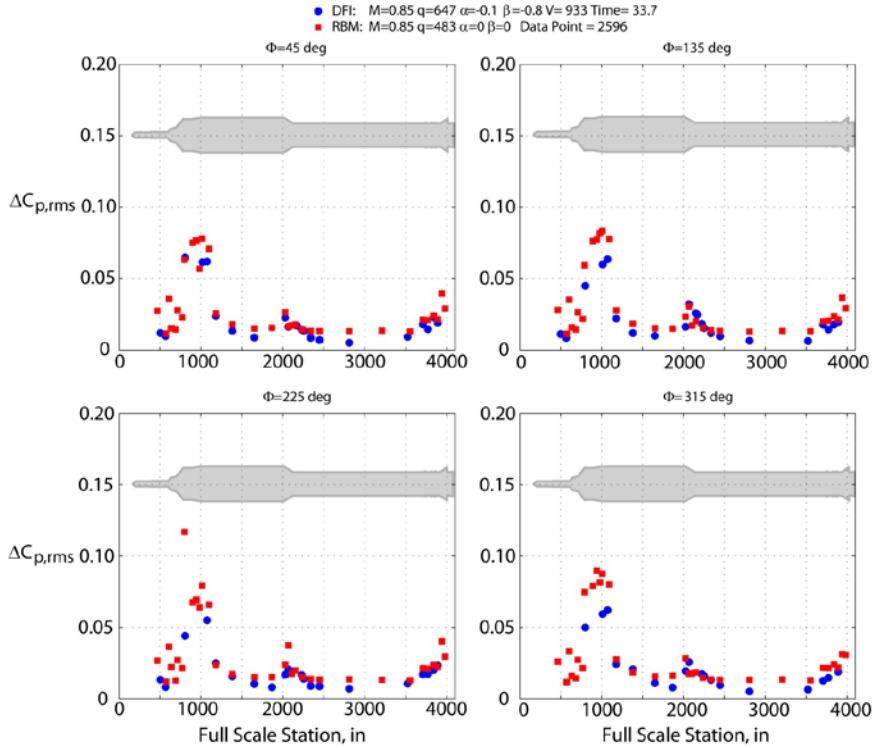 DFI: M=0.85 q=647 α=-0.1 β=-0.8 V= 933 Time= 33.7
RBM: M=0.85 q=483 α=0 β=0 Data Point = 2596
Φ=45 deg
Φ=135 deg
0.20
0.15
0.10
0.05
0
ΔCp,rms
0 1000 2000 3000 4000
0.20
0.15
0.10
0.05
0
0 1000 2000 3000 4000
Φ=225 deg
Φ=315 deg
0.20
0.15
0.10
0.05
0
ΔCp,rms
0 1000 2000 3000 4000
Full Scale Station, in
0.20
0.15
0.10
0.05
0
0 1000 2000 3000 4000
Full Scale Station, in